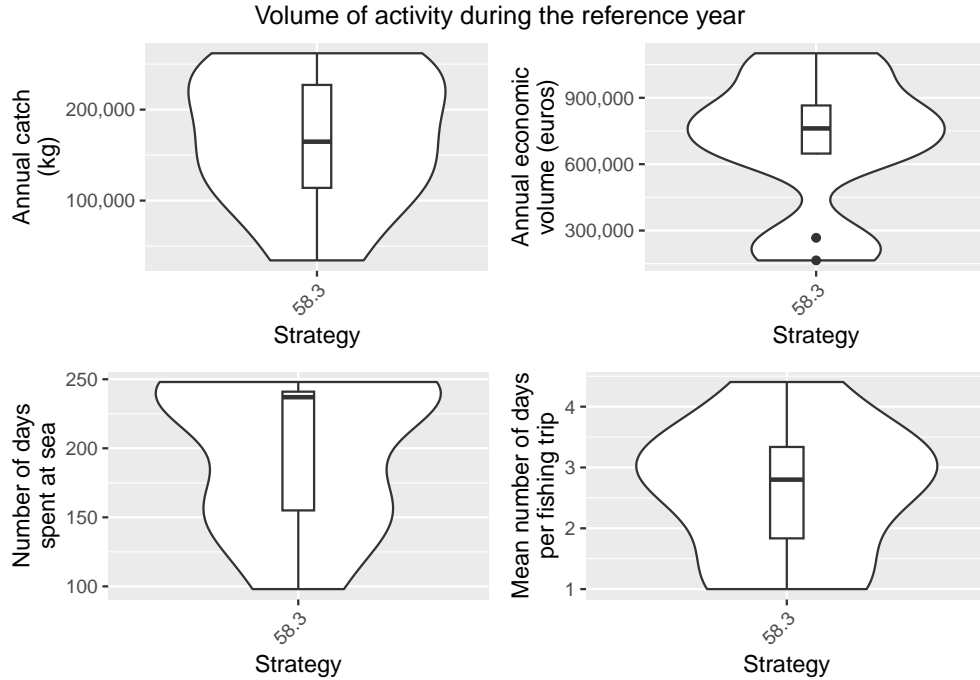 Volume of activity during the reference year
Annual catch
(kg)
200,000
100,000
58.3
Strategy
Annual economic
volume (euros)
900,000
600,000
300,000
58.3
Strategy
Number of days
spent at sea
250
200
150
100
58.3
Strategy
Mean number of days
per fishing trip
4
3
2
1
58.3
Strategy